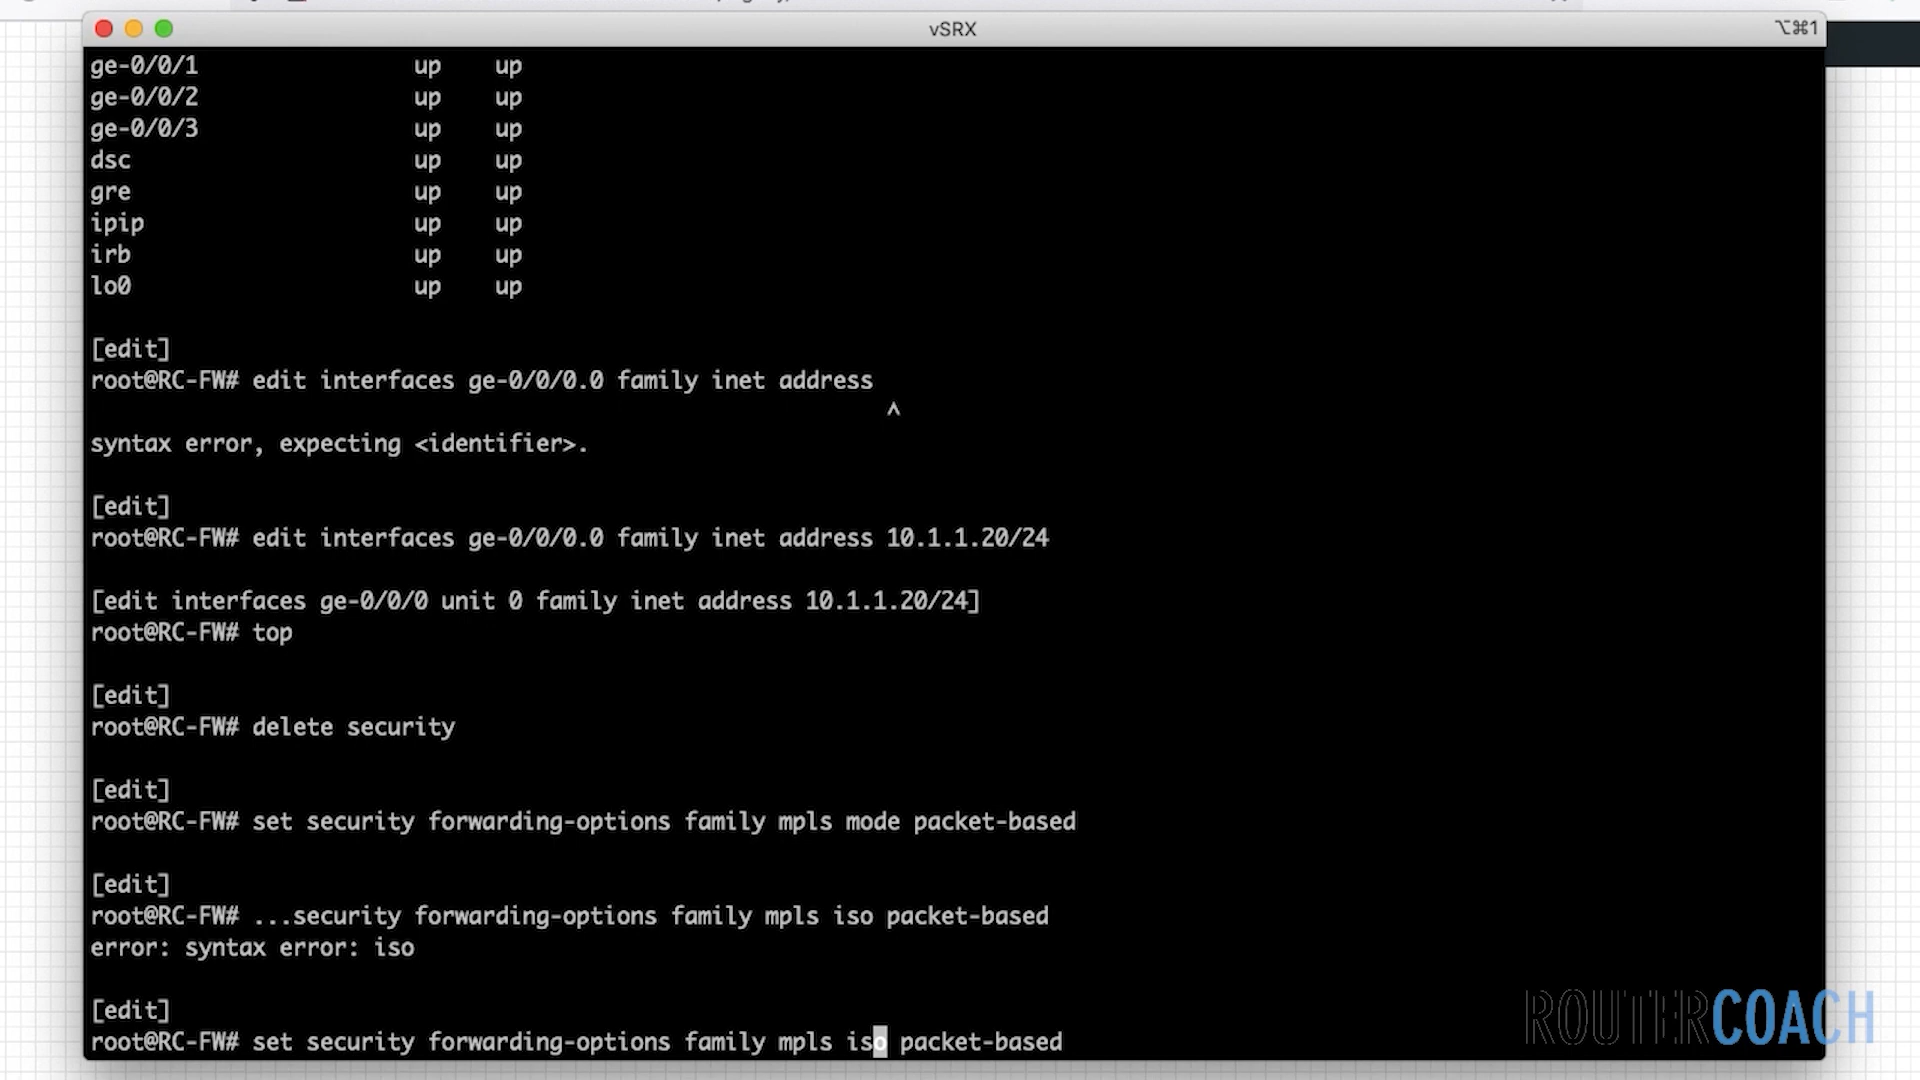 vSRX
⌥⌘1
ge-0/0/1 up up
ge-0/0/2 up up
ge-0/0/3 up up
dsc up up
gre up up
ipip up up
irb up up
lo0 up up
[edit]
root@RC-FW# edit interfaces ge-0/0/0.0 family inet address
^
syntax error, expecting <identifier>.
[edit]
root@RC-FW# edit interfaces ge-0/0/0.0 family inet address 10.1.1.20/24
[edit interfaces ge-0/0/0 unit 0 family inet address 10.1.1.20/24]
root@RC-FW# top
[edit]
root@RC-FW# delete security
[edit]
root@RC-FW# set security forwarding-options family mpls mode packet-based
[edit]
root@RC-FW# ...security forwarding-options family mpls iso packet-based
error: syntax error: iso
[edit]
root@RC-FW# set security forwarding-options family mpls iso packet-based
ROUTERCOACH